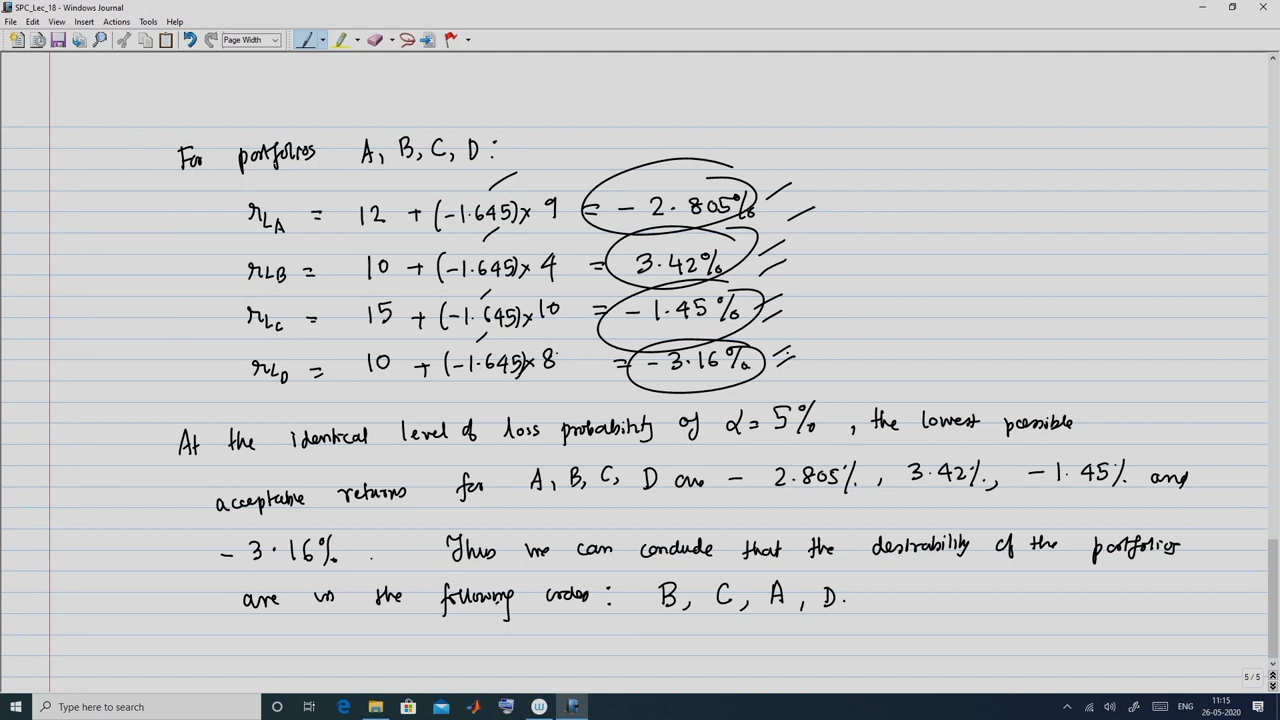 SPC_Lec_18 - Windows Journal
File Edit View Insert Actions Tools Help
Page Width
For portfolios A, B, C, D :
rLA = 12 + (-1.645) x 9 = - 2.805%
rLB = 10 + (-1.645) x 4 = 3.42%
rLC = 15 + (-1.645) x 10 = - 1.45%
rLD = 10 + (-1.645) x 8 = - 3.16%
At the identical level of loss probability of α = 5%, the lowest possible
acceptable returns for A, B, C, D are - 2.805%, 3.42%, - 1.45% and
- 3.16%. Thus we can conclude that the desirability of the portfolios
are in the following order : B, C, A, D.
5 / 5
Type here to search
ENG
11:15
26-05-2020